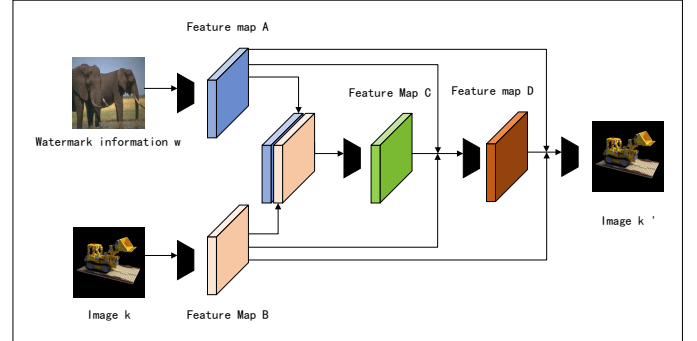 Feature map A
Feature Map C
Feature map D
Watermark information w
Image k '
Image k
Feature Map B